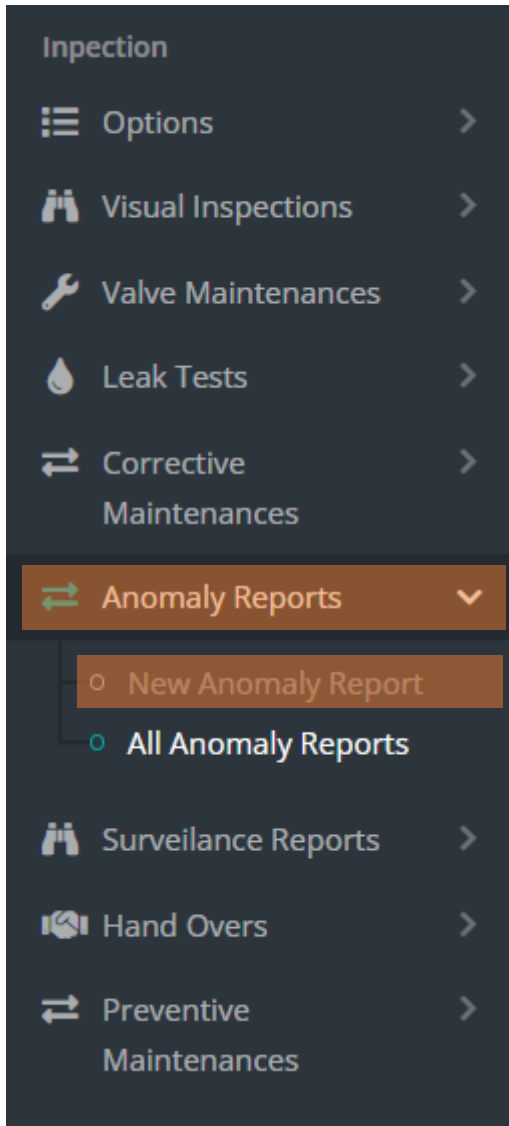 Inpection
Options
Visual Inspections
Valve Maintenances
Leak Tests
Corrective
Maintenances
Anomaly Reports
New Anomaly Report
All Anomaly Reports
Surveilance Reports
Hand Overs
Preventive
Maintenances